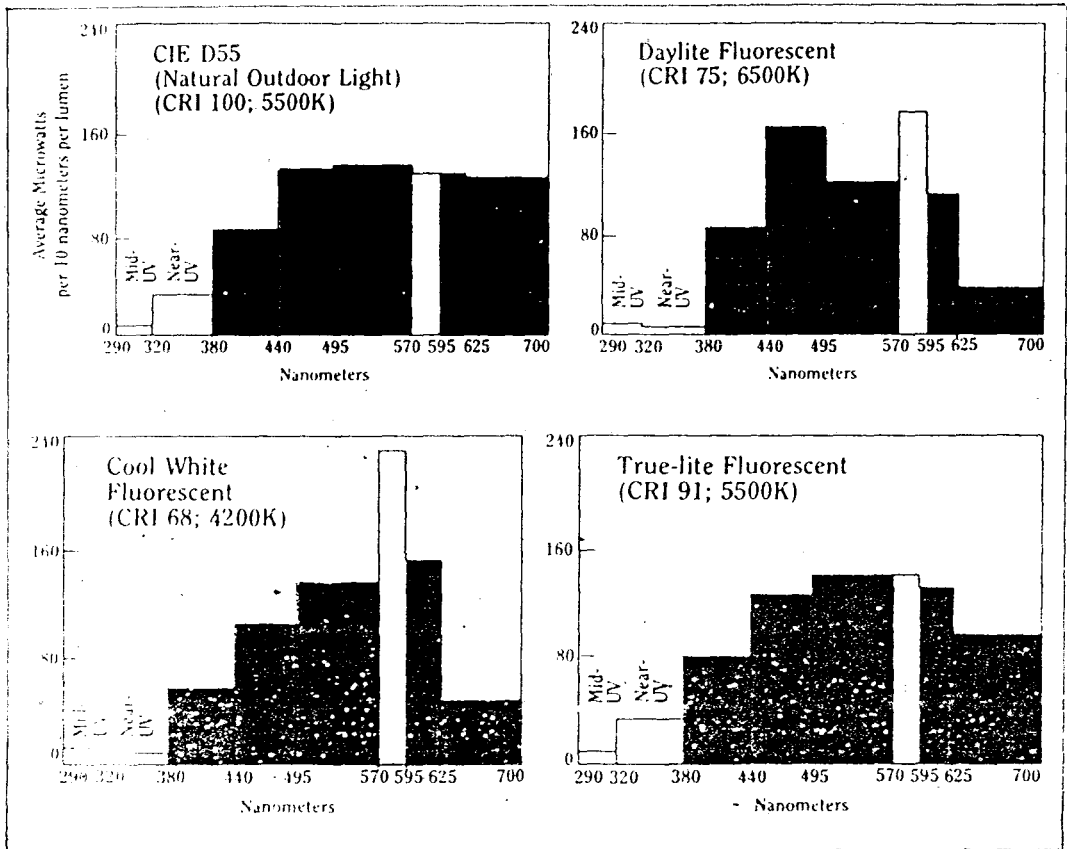 240
CIE D55
(Natural Outdoor Light)
(CRI 100; 5500K)
160
80
0
Average Microwatts
per 10 nanometers per lumen
Mid-
UV
Near-
UV
290 320 380 440 495 570 595 625 700
Nanometers
240
Daylite Fluorescent
(CRI 75; 6500K)
160
80
0
Mid-
UV
Near-
UV
290 320 380 440 495 570 595 625 700
Nanometers
240
Cool White
Fluorescent
(CRI 68; 4200K)
160
80
0
Near-
UV
290 320 380 440 495 570 595 625 700
Nanometers
240
True-lite Fluorescent
(CRI 91; 5500K)
160
80
0
Mid-
UV
Near-
UV
290 320 380 440 495 570 595 625 700
Nanometers